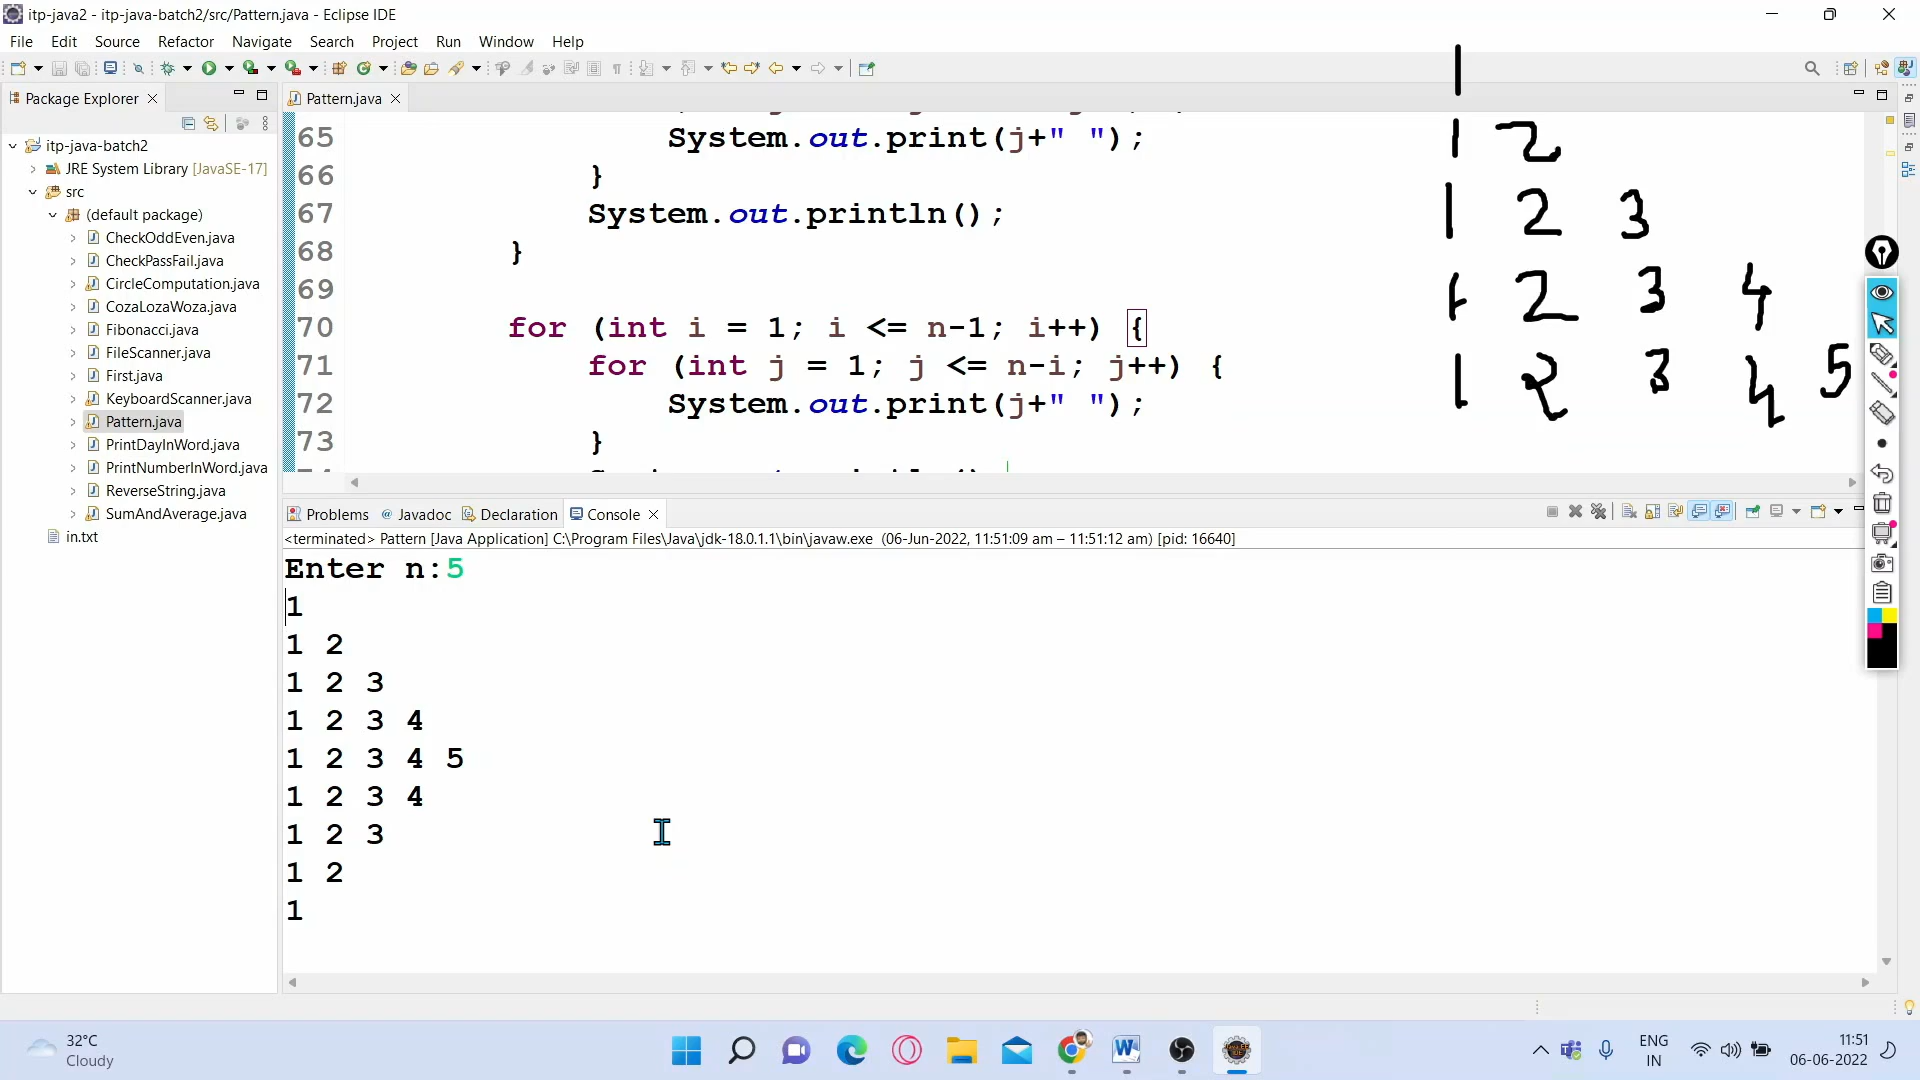 itp-java2 - itp-java-batch2/src/Pattern.java - Eclipse IDE
File Edit Source Refactor Navigate Search Project Run Window Help
Package Explorer
Pattern.java
itp-java-batch2
JRE System Library [JavaSE-17]
src
(default package)
CheckOddEven.java
CheckPassFail.java
CircleComputation.java
CozaLozaWoza.java
Fibonacci.java
FileScanner.java
First.java
KeyboardScanner.java
Pattern.java
PrintDayInWord.java
PrintNumberInWord.java
ReverseString.java
SumAndAverage.java
in.txt
65 System.out.print(j+" ");
66 }
67 System.out.println();
68 }
69
70 for (int i = 1; i <= n-1; i++) {
71 for (int j = 1; j <= n-i; j++) {
72 System.out.print(j+" ");
73 }
1
1 2
1 2 3
1 2 3 4
1 2 3 4 5
Problems Javadoc Declaration Console
<terminated> Pattern [Java Application] C:\Program Files\Java\jdk-18.0.1.1\bin\javaw.exe (06-Jun-2022, 11:51:09 am – 11:51:12 am) [pid: 16640]
Enter n:5
1
1 2
1 2 3
1 2 3 4
1 2 3 4 5
1 2 3 4
1 2 3
1 2
1
32°C
Cloudy
ENG
IN
11:51
06-06-2022